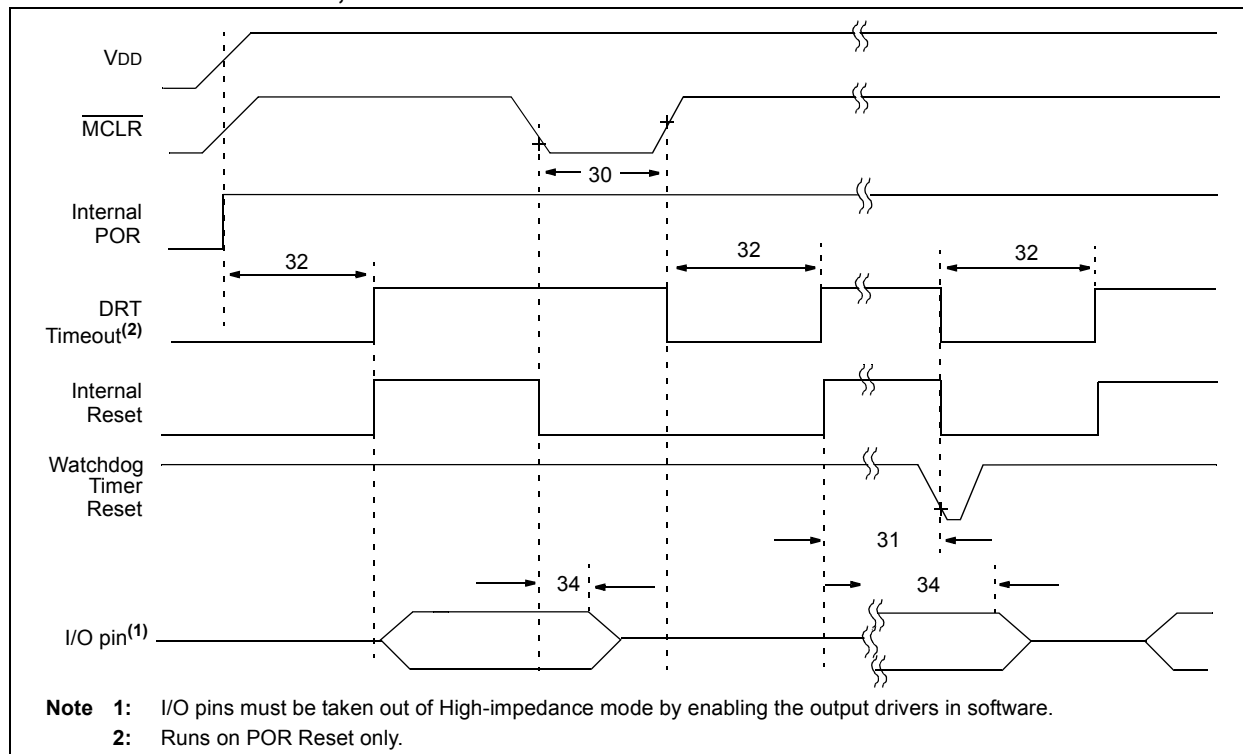 VDD
MCLR
30
Internal
POR
32
32
32
DRT
Timeout(2)
Internal
Reset
Watchdog
Timer
Reset
31
34
34
I/O pin(1)
Note 1: I/O pins must be taken out of High-impedance mode by enabling the output drivers in software.
2: Runs on POR Reset only.